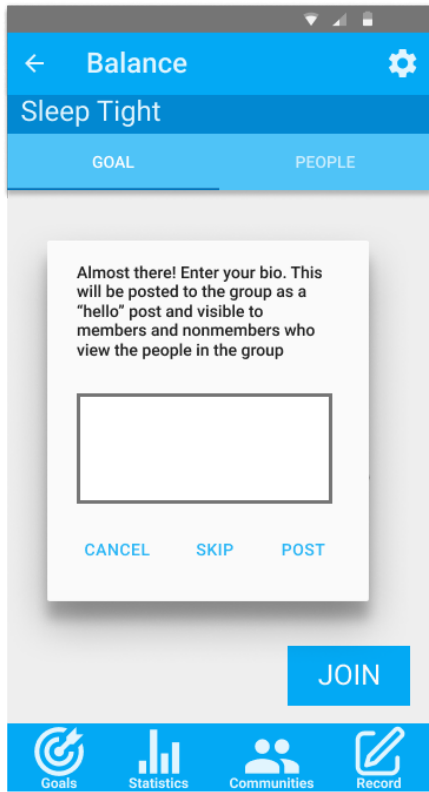 Balance
Sleep Tight
GOAL
PEOPLE
Almost there! Enter your bio. This
will be posted to the group as a
“hello” post and visible to
members and nonmembers who
view the people in the group
CANCEL
SKIP
POST
JOIN
Goals
Statistics
Communities
Record